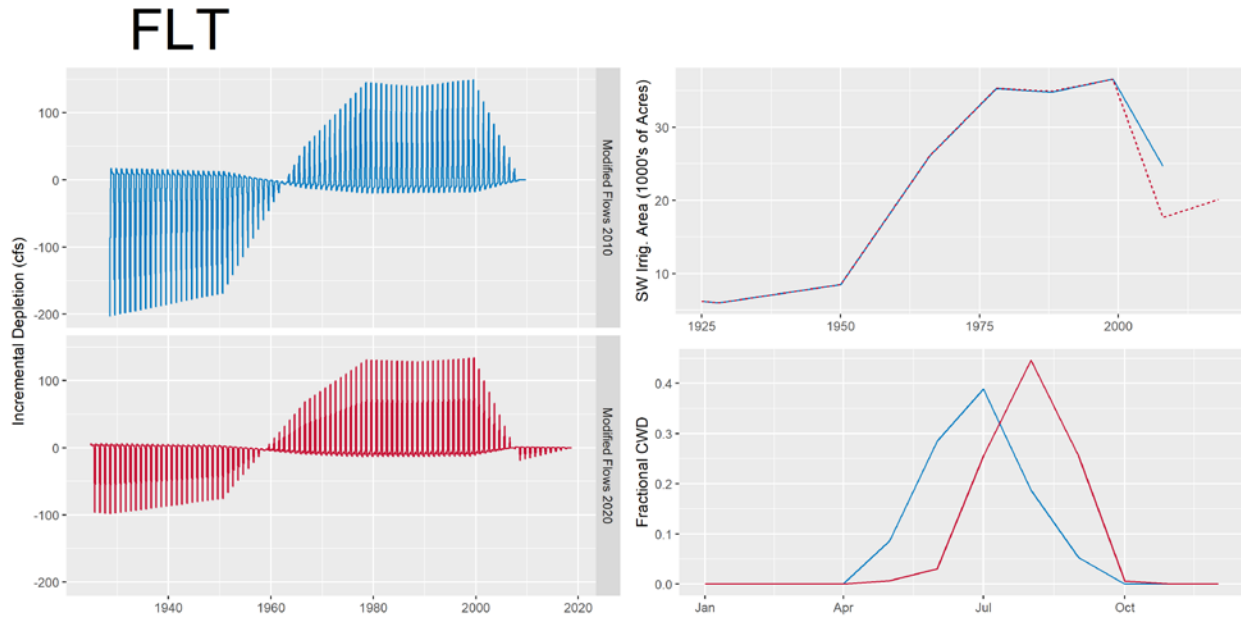 FLT
Incremental Depletion (cfs)
100
0
-100
-200
Modified Flows 2010
100
0
-100
-200
Modified Flows 2020
1940
1960
1980
2000
2020
SW Irrig. Area (1000's of Acres)
30
20
10
1925
1950
1975
2000
Fractional CWD
0.4
0.3
0.2
0.1
0.0
Jan
Apr
Jul
Oct